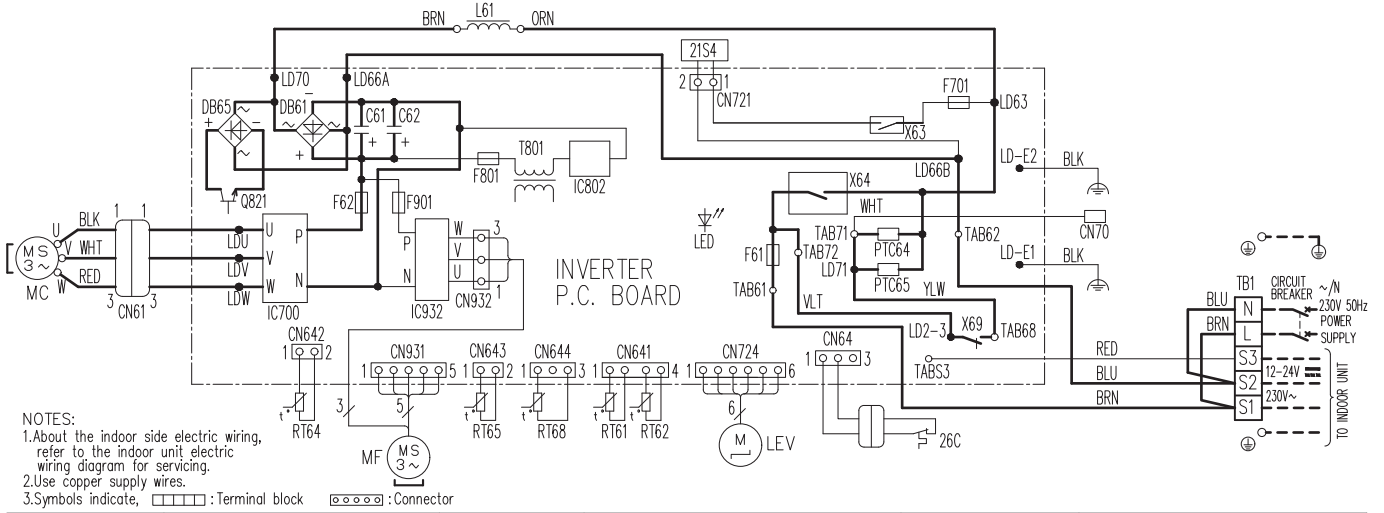 BRN L61 ORN
21S4
LD70 LD66A
2 1
CN721
F701
LD63
DB65 DB61
C61 C62
+ ~ - ~ - ~
+ ~ + +
X63
T801
F801
IC802
LD66B
LD-E2 BLK
Q821
F62 F901
X64
WHT
LED
CN70
1 1
U BLK
V WHT
W RED
MS
3~
MC
3 3
CN61
LDU
LDV
LDW
U P
V
W N
IC700
P W 3
V
N U 1
IC932
CN932
INVERTER
P.C. BOARD
TAB71
PTC64
TAB72
LD71
PTC65
TAB62
F61
TAB61
LD-E1 BLK
VLT
YLW
LD2-3 X69 TAB68
TB1
CIRCUIT
BREAKER
~/N
230V 50Hz
POWER
SUPPLY
BLU N
BRN L
RED S3
12-24V
BLU S2
230V~
BRN S1
TO INDOOR UNIT
TABS3
CN642
1 2
CN931
1 5
CN643
1 2
CN644
1 3
CN641
1 4
CN724
1 6
CN64
1 3
t° t° t° t° t°
3 5 6
RT64 RT65 RT68 RT61 RT62
MF
MS
3~
M
LEV
26C
NOTES:
1.About the indoor side electric wiring,
refer to the indoor unit electric
wiring diagram for servicing.
2.Use copper supply wires.
3.Symbols indicate, : Terminal block : Connector